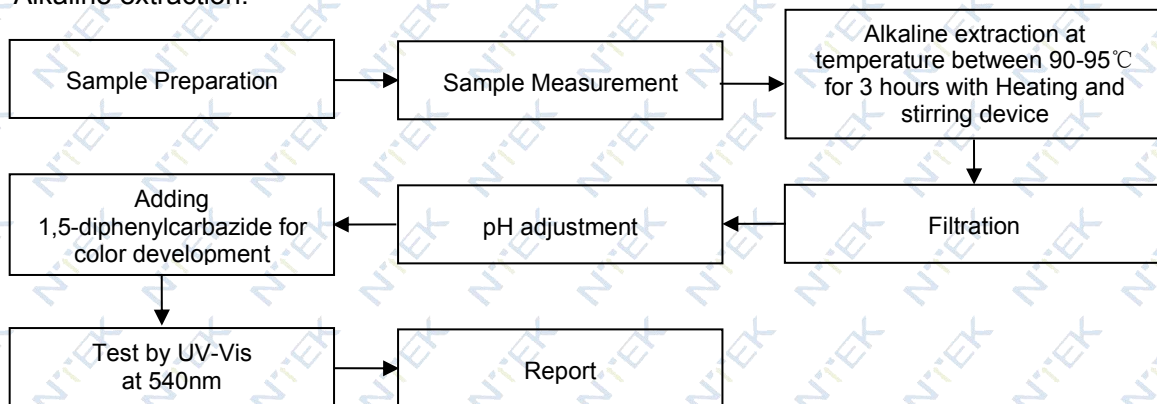 Alkaline extraction:
Sample Preparation
Sample Measurement
Alkaline extraction at
temperature between 90-95℃
for 3 hours with Heating and
stirring device
Filtration
pH adjustment
Adding
1,5-diphenylcarbazide for
color development
Test by UV-Vis
at 540nm
Report